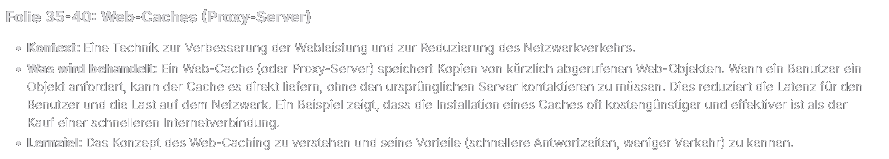 Folie 35-40: Web-Caches (Proxy-Server)
• Kontext: Eine Technik zur Verbesserung der Webleistung und zur Reduzierung des Netzwerkverkehrs.
• Was wird behandelt: Ein Web-Cache (oder Proxy-Server) speichert Kopien von kürzlich abgerufenen Web-Objekten. Wenn ein Benutzer ein
Objekt anfordert, kann der Cache es direkt liefern, ohne den ursprünglichen Server kontaktieren zu müssen. Dies reduziert die Latenz für den
Benutzer und die Last auf dem Netzwerk. Ein Beispiel zeigt, dass die Installation eines Caches oft kostengünstiger und effektiver ist als der
Kauf einer schnelleren Internetverbindung.
• Lernziel: Das Konzept des Web-Caching zu verstehen und seine Vorteile (schnellere Antwortzeiten, weniger Verkehr) zu kennen.